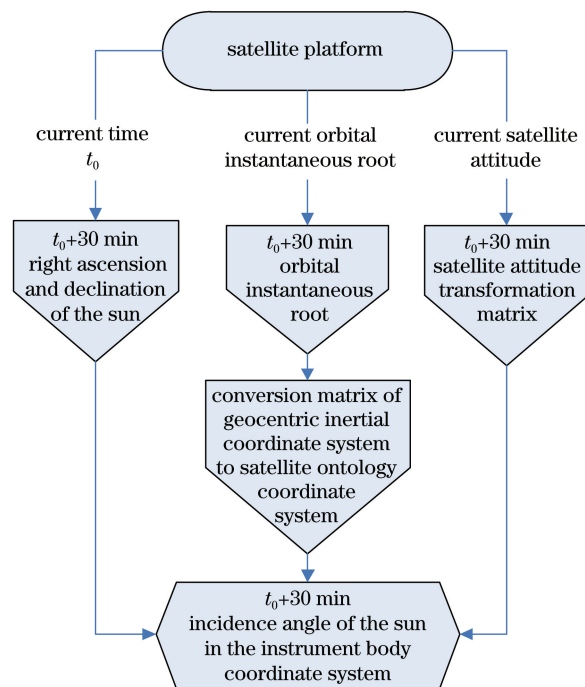 satellite platform
current time
t₀
current orbital
instantaneous root
current satellite
attitude
t₀+30 min
right ascension
and declination
of the sun
t₀+30 min
orbital
instantaneous
root
t₀+30 min
satellite attitude
transformation
matrix
conversion matrix of
geocentric inertial
coordinate system
to satellite ontology
coordinate
system
t₀+30 min
incidence angle of the sun
in the instrument body
coordinate system